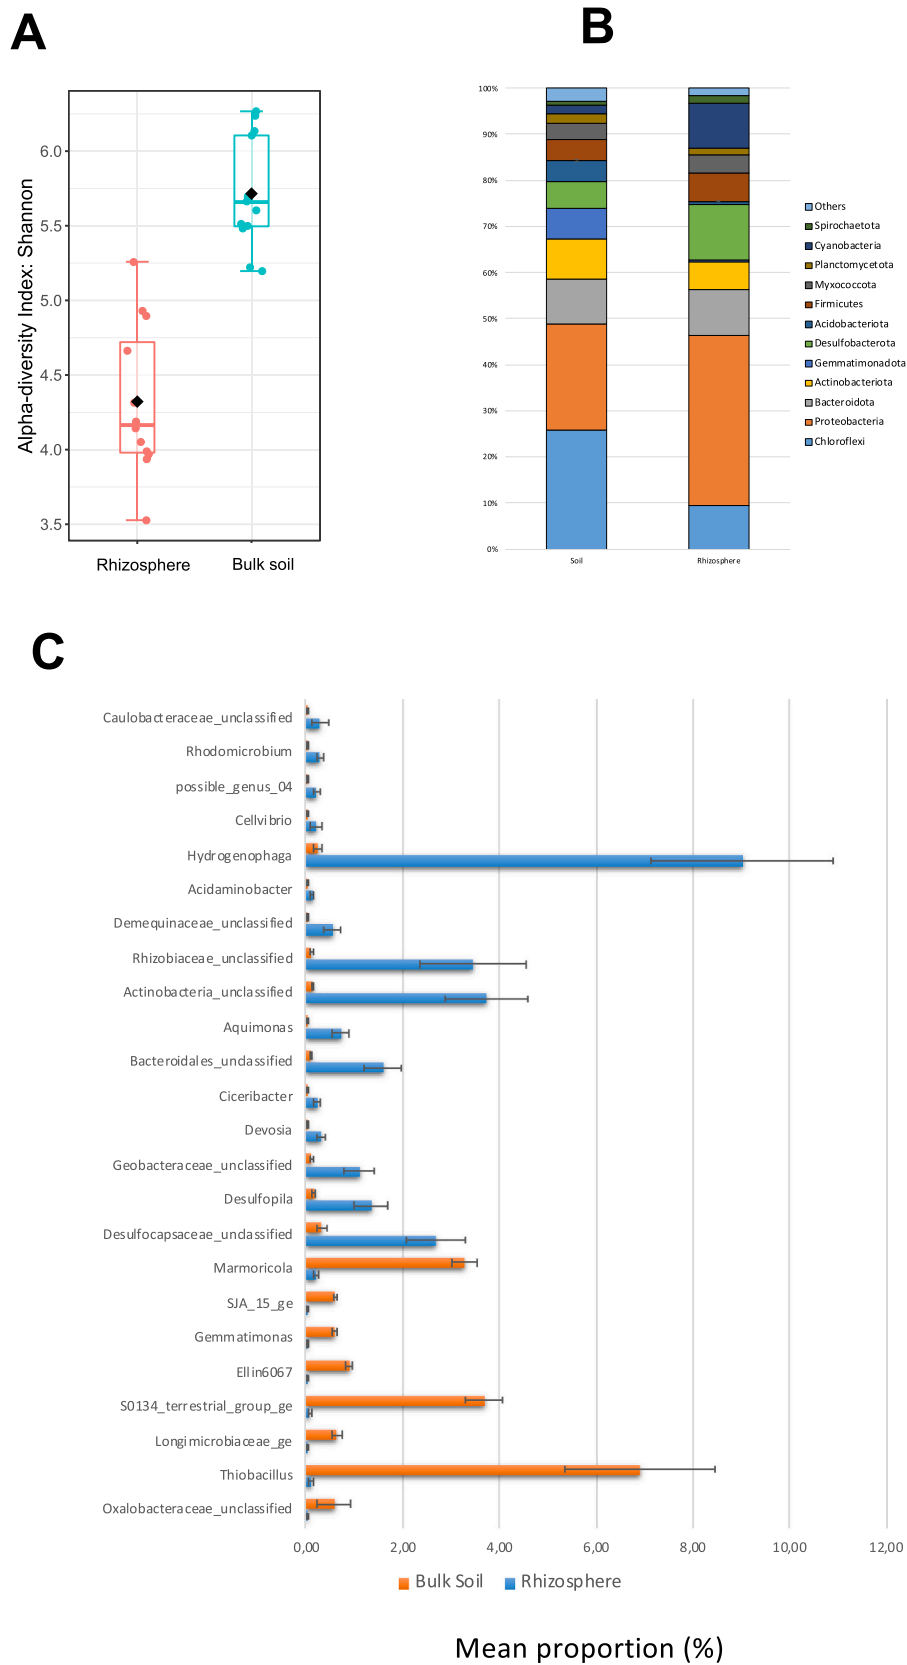 A
B
Alpha-diversity Index: Shannon
6.0
5.5
5.0
4.5
4.0
3.5
Rhizosphere
Bulk soil
100%
90%
80%
70%
60%
50%
40%
30%
20%
10%
0%
Soil
Rhizosphere
Others
Spirochaetota
Cyanobacteria
Planctomycetota
Myxococcota
Firmicutes
Acidobacteriota
Desulfobacterota
Gemmatimonadota
Actinobacteriota
Bacteroidota
Proteobacteria
Chloroflexi
C
Caulobacteraceae_unclassified
Rhodomicrobium
possible_genus_04
Cellvibrio
Hydrogenophaga
Acidaminobacter
Demequinaceae_unclassified
Rhizobiaceae_unclassified
Actinobacteria_unclassified
Aquimonas
Bacteroidales_unclassified
Ciceribacter
Devosia
Geobacteraceae_unclassified
Desulfopila
Desulfocapsaceae_unclassified
Marmoricola
SJA_15_ge
Gemmatimonas
Ellin6067
S0134_terrestrial_group_ge
Longimicrobiaceae_ge
Thiobacillus
Oxalobacteraceae_unclassified
0,00 2,00 4,00 6,00 8,00 10,00 12,00
Bulk Soil Rhizosphere
Mean proportion (%)